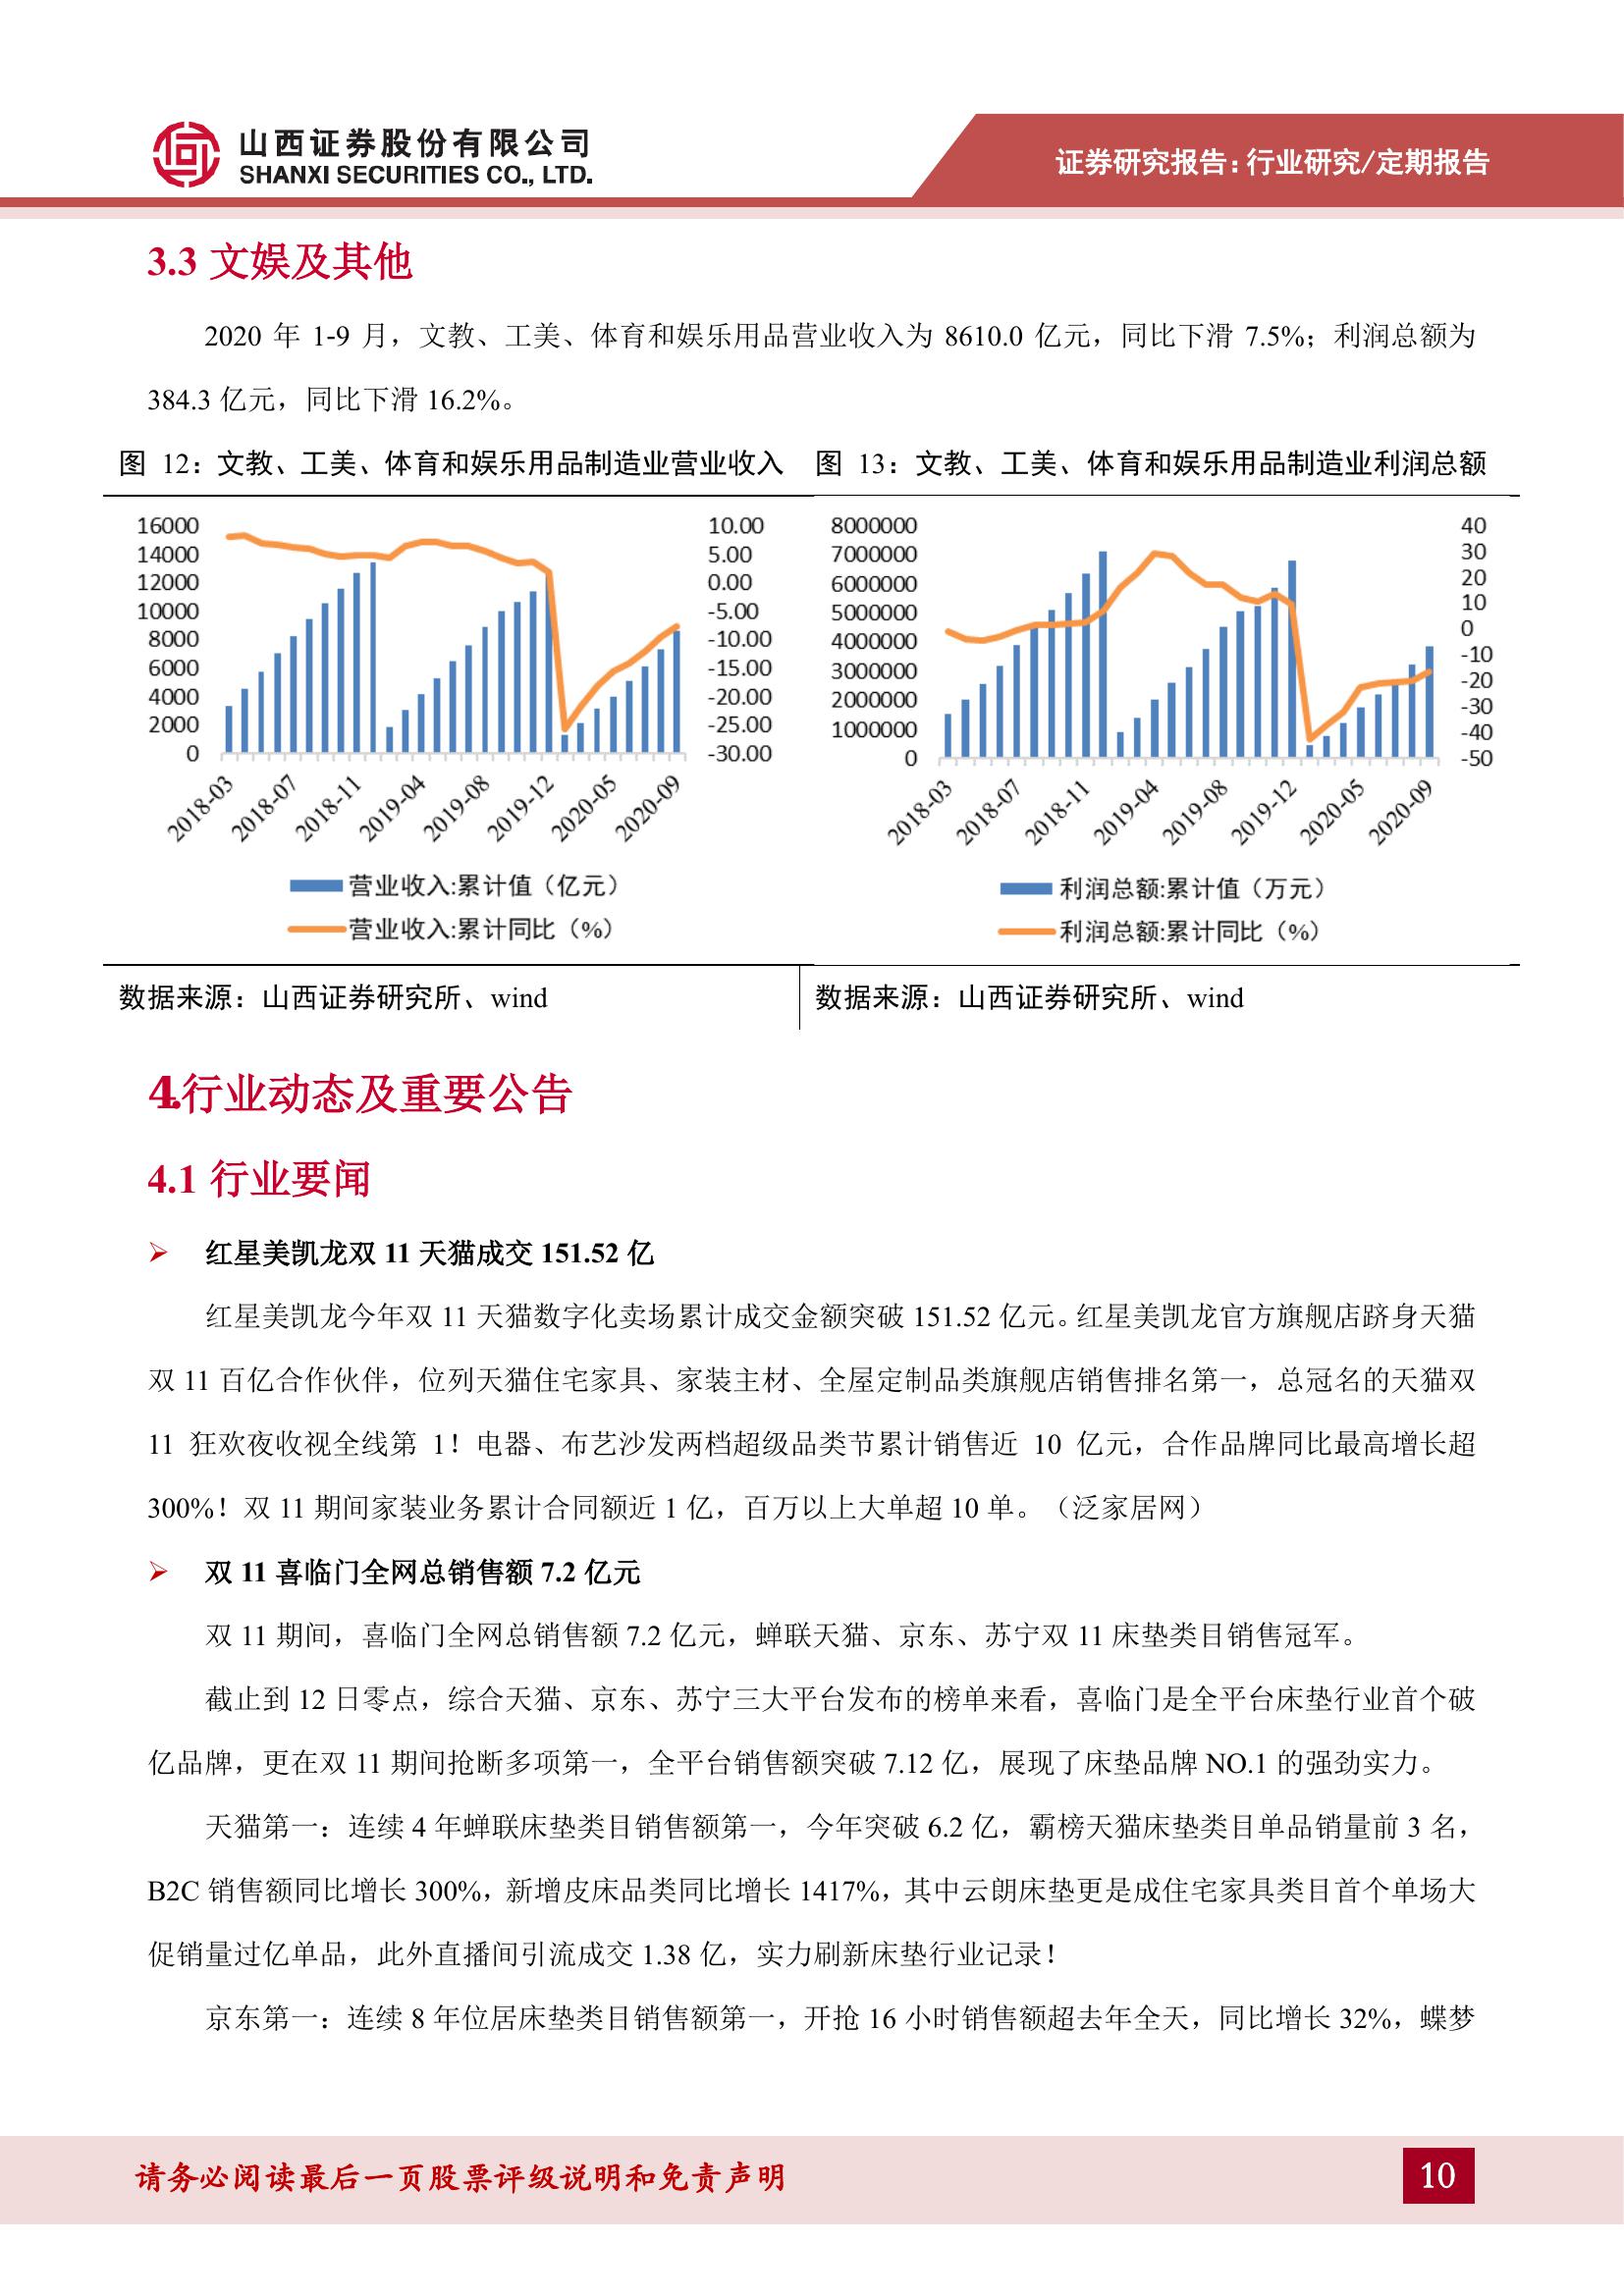 山西证券股份有限公司
SHANXI SECURITIES CO., LTD.
证券研究报告：行业研究/定期报告
3.3 文娱及其他
2020 年 1-9 月，文教、工美、体育和娱乐用品营业收入为 8610.0 亿元，同比下滑 7.5%；利润总额为
384.3 亿元，同比下滑 16.2%。
图 12：文教、工美、体育和娱乐用品制造业营业收入
16000
14000
12000
10000
8000
6000
4000
2000
0
10.00
5.00
0.00
-5.00
-10.00
-15.00
-20.00
-25.00
-30.00
2018-03
2018-07
2018-11
2019-04
2019-08
2019-12
2020-05
2020-09
营业收入:累计值（亿元）
营业收入:累计同比（%）
数据来源：山西证券研究所、wind
图 13：文教、工美、体育和娱乐用品制造业利润总额
8000000
7000000
6000000
5000000
4000000
3000000
2000000
1000000
0
40
30
20
10
0
-10
-20
-30
-40
-50
2018-03
2018-07
2018-11
2019-04
2019-08
2019-12
2020-05
2020-09
利润总额:累计值（万元）
利润总额:累计同比（%）
数据来源：山西证券研究所、wind
4.行业动态及重要公告
4.1 行业要闻
红星美凯龙双 11 天猫成交 151.52 亿
红星美凯龙今年双 11 天猫数字化卖场累计成交金额突破 151.52 亿元。红星美凯龙官方旗舰店跻身天猫
双 11 百亿合作伙伴，位列天猫住宅家具、家装主材、全屋定制品类旗舰店销售排名第一，总冠名的天猫双
11 狂欢夜收视全线第 1！电器、布艺沙发两档超级品类节累计销售近 10 亿元，合作品牌同比最高增长超
300%！双 11 期间家装业务累计合同额近 1 亿，百万以上大单超 10 单。（泛家居网）
双 11 喜临门全网总销售额 7.2 亿元
双 11 期间，喜临门全网总销售额 7.2 亿元，蝉联天猫、京东、苏宁双 11 床垫类目销售冠军。
截止到 12 日零点，综合天猫、京东、苏宁三大平台发布的榜单来看，喜临门是全平台床垫行业首个破
亿品牌，更在双 11 期间抢断多项第一，全平台销售额突破 7.12 亿，展现了床垫品牌 NO.1 的强劲实力。
天猫第一：连续 4 年蝉联床垫类目销售额第一，今年突破 6.2 亿，霸榜天猫床垫类目单品销量前 3 名，
B2C 销售额同比增长 300%，新增皮床品类同比增长 1417%，其中云朗床垫更是成住宅家具类目首个单场大
促销量过亿单品，此外直播间引流成交 1.38 亿，实力刷新床垫行业记录！
京东第一：连续 8 年位居床垫类目销售额第一，开抢 16 小时销售额超去年全天，同比增长 32%，蝶梦
请务必阅读最后一页股票评级说明和免责声明
10